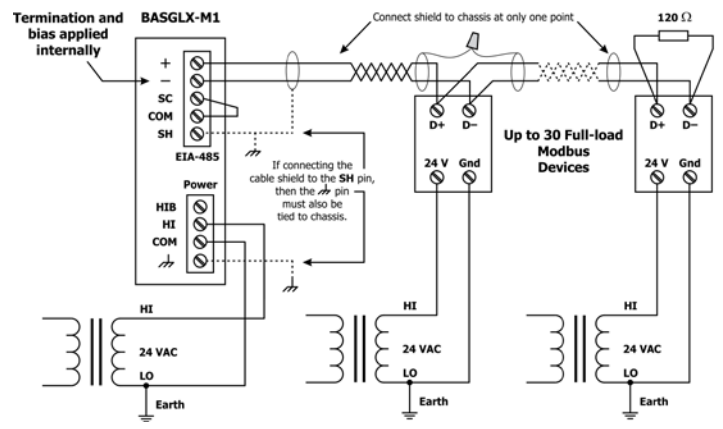 Termination and
bias applied
internally
BASGLX-M1
Connect shield to chassis at only one point
120 Ω
+
−
SC
COM
SH
EIA-485
D+ D−
D+ D−
Up to 30 Full-load
Modbus
Devices
24 V Gnd
24 V Gnd
If connecting the
cable shield to the SH pin,
then the pin
must also be
tied to chassis.
Power
HIB
HI
COM
HI
24 VAC
LO
Earth
HI
24 VAC
LO
Earth
HI
24 VAC
LO
Earth